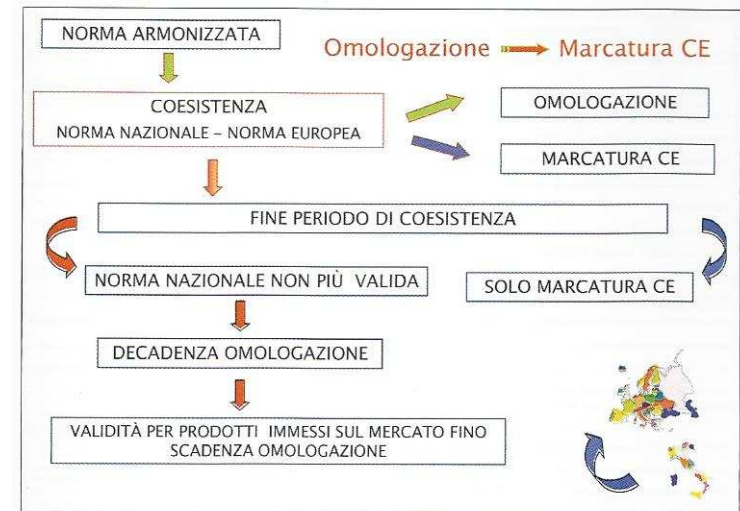 NORMA ARMONIZZATA
Omologazione Marcatura CE
COESISTENZA
NORMA NAZIONALE – NORMA EUROPEA
OMOLOGAZIONE
MARCATURA CE
FINE PERIODO DI COESISTENZA
NORMA NAZIONALE NON PIÙ VALIDA
SOLO MARCATURA CE
DECADENZA OMOLOGAZIONE
VALIDITÀ PER PRODOTTI IMMESSI SUL MERCATO FINO
SCADENZA OMOLOGAZIONE